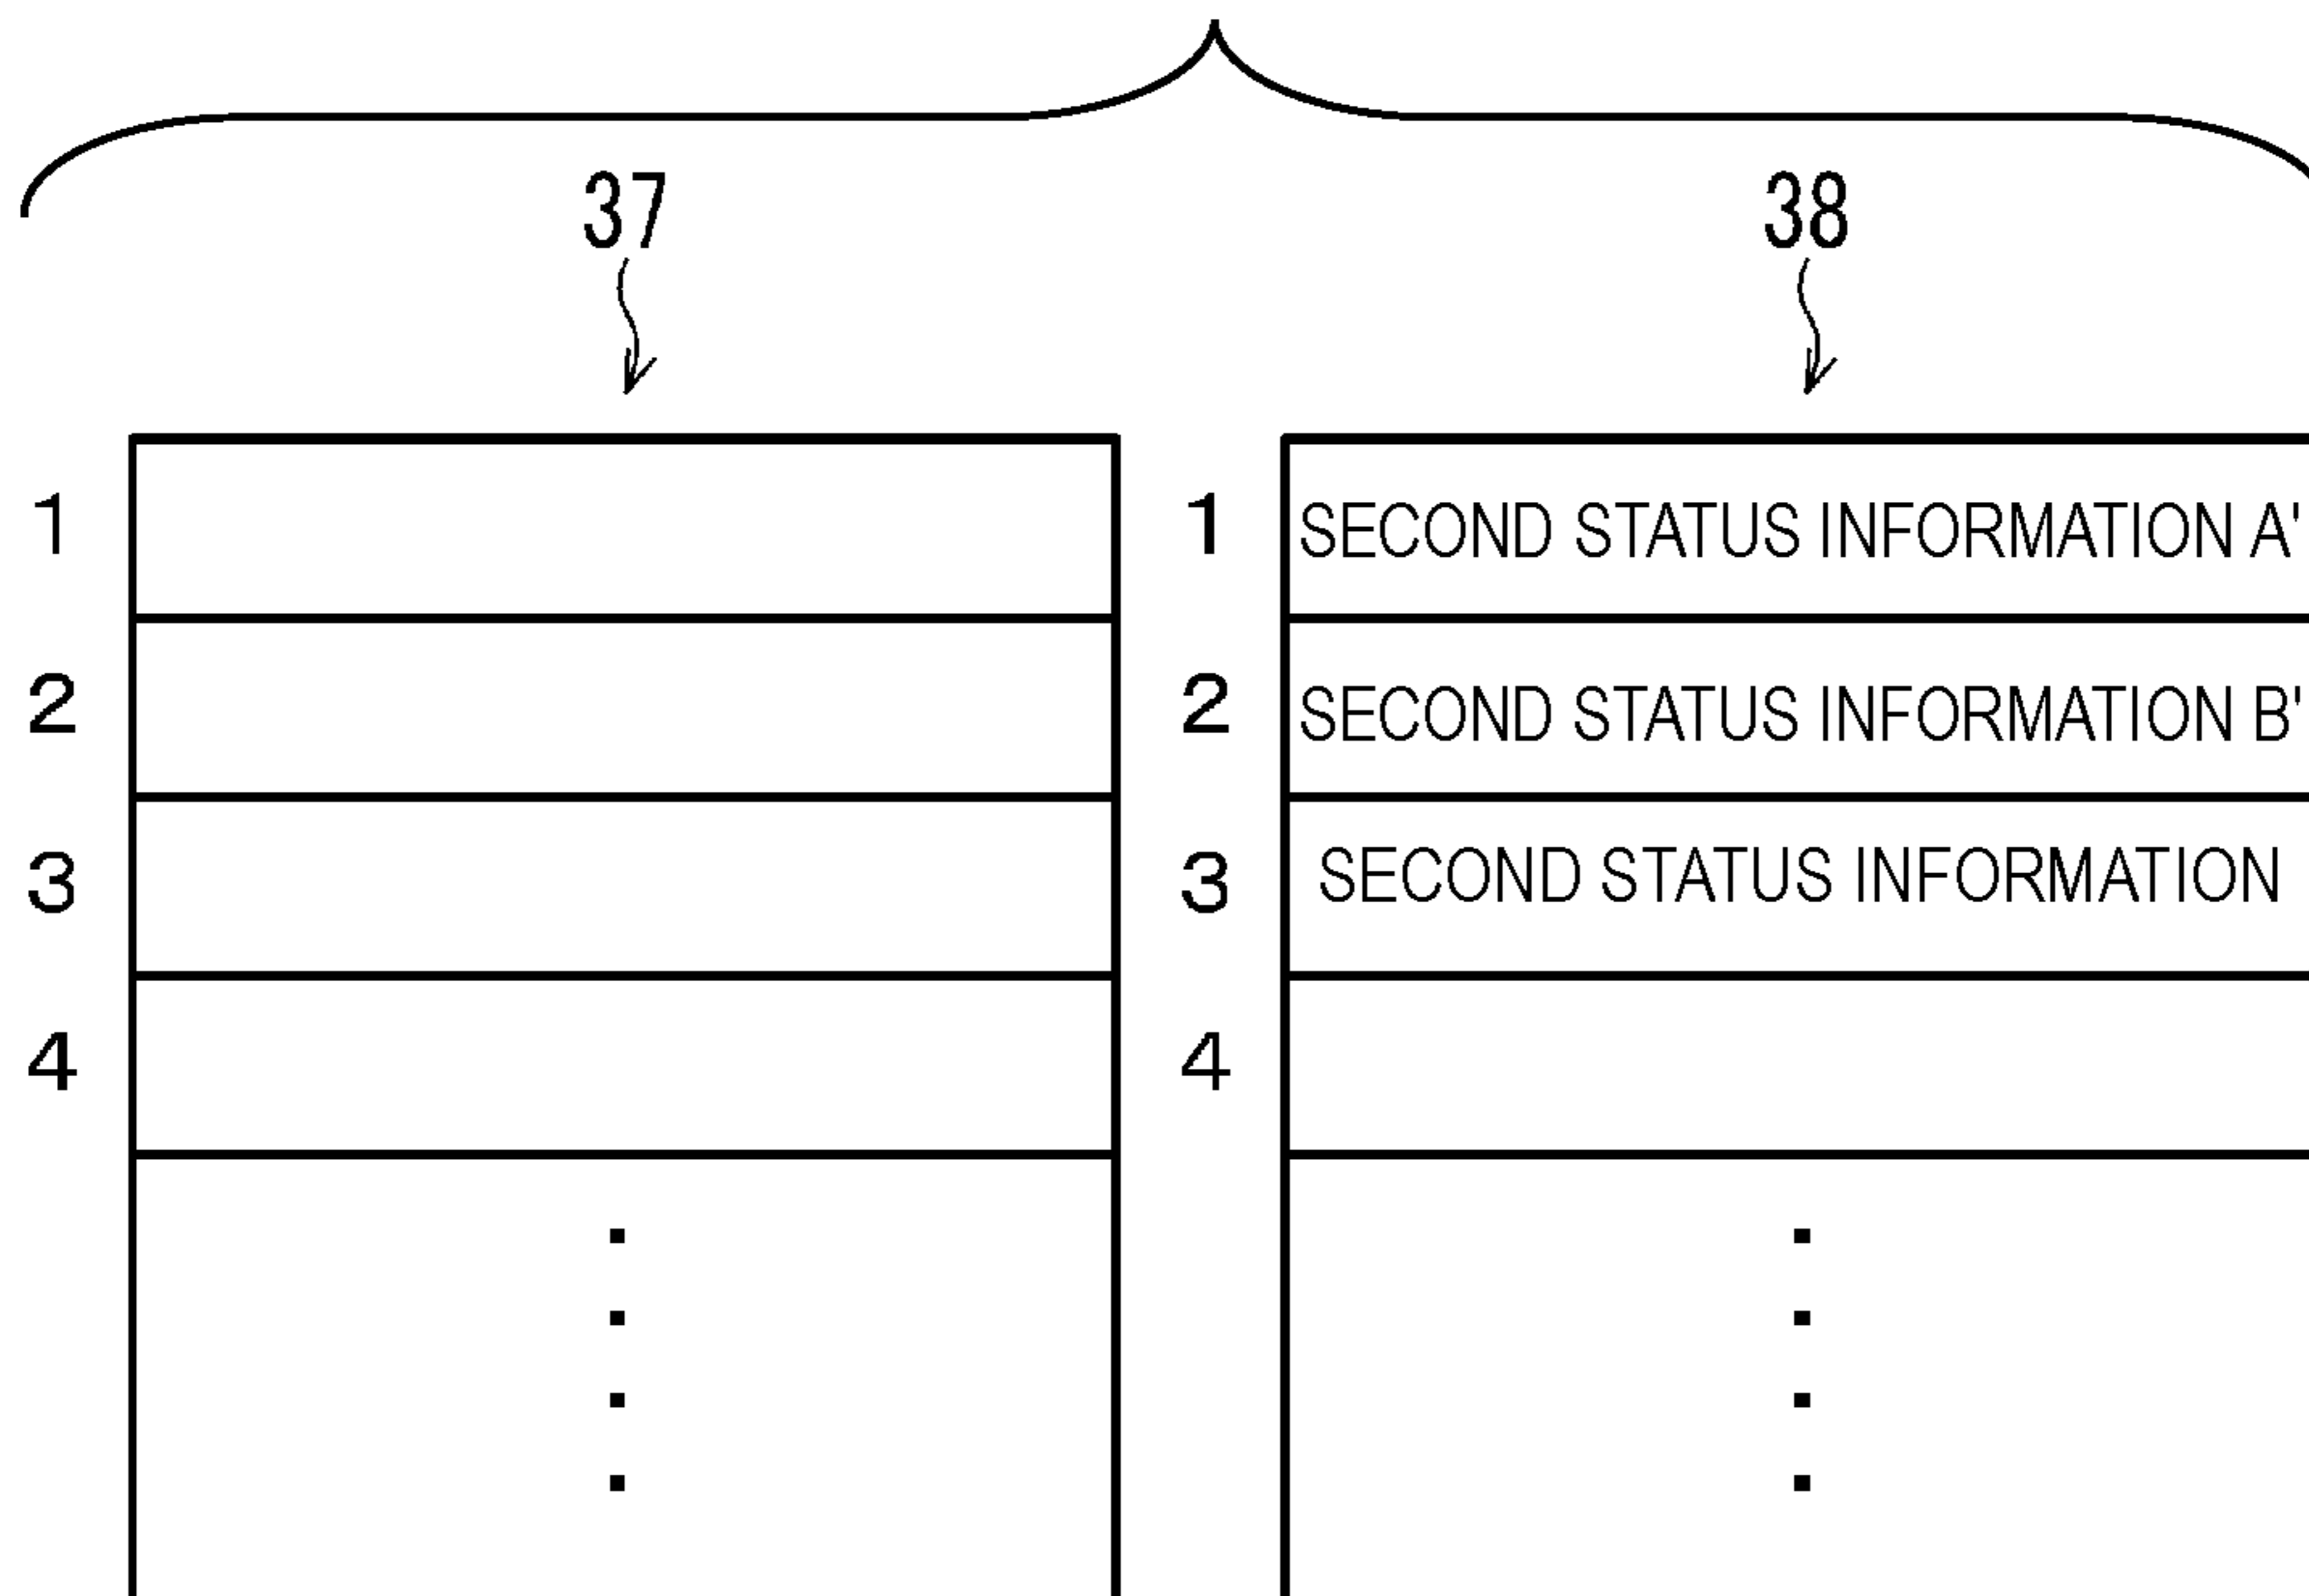 37 38
1 1 SECOND STATUS INFORMATION A'
2 2 SECOND STATUS INFORMATION B'
3 3 SECOND STATUS INFORMATION
4 4